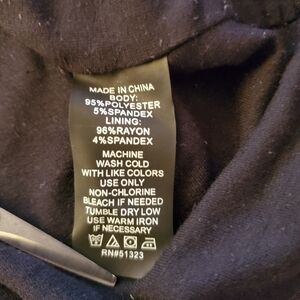 MADE IN CHINA
BODY:
95%POLYESTER
5%SPANDEX
LINING:
96%RAYON
4%SPANDEX
MACHINE
WASH COLD
WITH LIKE COLORS
USE ONLY
NON-CHLORINE
BLEACH IF NEEDED
TUMBLE DRY LOW
USE WARM IRON
IF NECESSARY
RN#51323